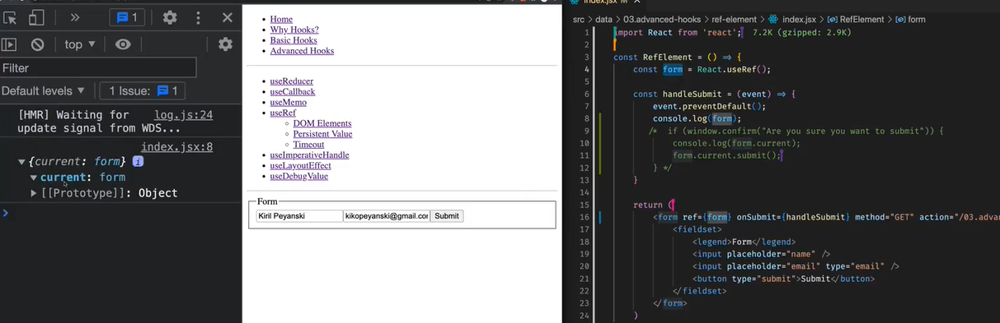 1
top
Filter
Default levels
1 Issue: 1
[HMR] Waiting for update signal from WDS...
log.js:24
index.jsx:8
{current: form}
current: form
[[Prototype]]: Object
Home
Why Hooks?
Basic Hooks
Advanced Hooks
useReducer
useCallback
useMemo
useRef
DOM Elements
Persistent Value
Timeout
useImperativeHandle
useLayoutEffect
useDebugValue
Form
Kiril Peyanski kikopeyanski@gmail.com Submit
index.jsx M
src > data > 03.advanced-hooks > ref-element > index.jsx > RefElement > form
1 import React from 'react'; 7.2K (gzipped: 2.9K)
2
3 const RefElement = () => {
4 const form = React.useRef();
5
6 const handleSubmit = (event) => {
7 event.preventDefault();
8 console.log(form);
9 /* if (window.confirm("Are you sure you want to submit")) {
10 console.log(form.current);
11 form.current.submit();
12 } */
13 }
14
15 return (
16 <form ref={form} onSubmit={handleSubmit} method="GET" action="/03.advan
17 <fieldset>
18 <legend>Form</legend>
19 <input placeholder="name" />
20 <input placeholder="email" type="email" />
21 <button type="submit">Submit</button>
22 </fieldset>
23 </form>
24 )